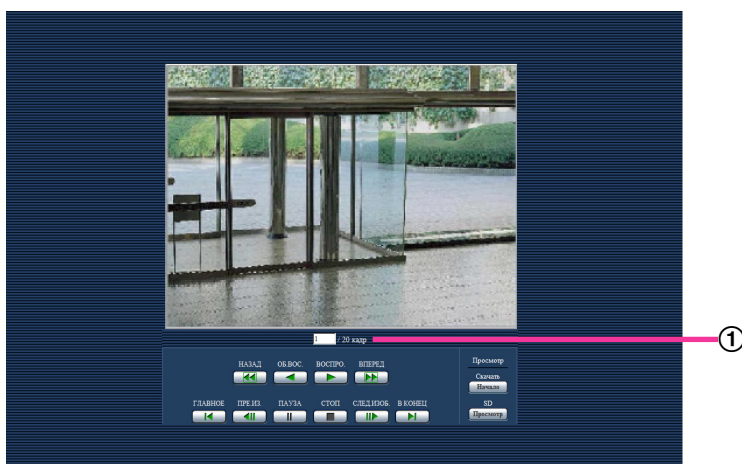 1 / 20 кадр
①
НАЗАД ОБ.ВОС. ВОСПРО. ВПЕРЕД
ГЛАВНОЕ ПРЕ.ИЗ. ПАУЗА СТОП СЛЕД.ИЗОБ. В КОНЕЦ
Просмотр
Скачать
Начало
SD
Просмотр